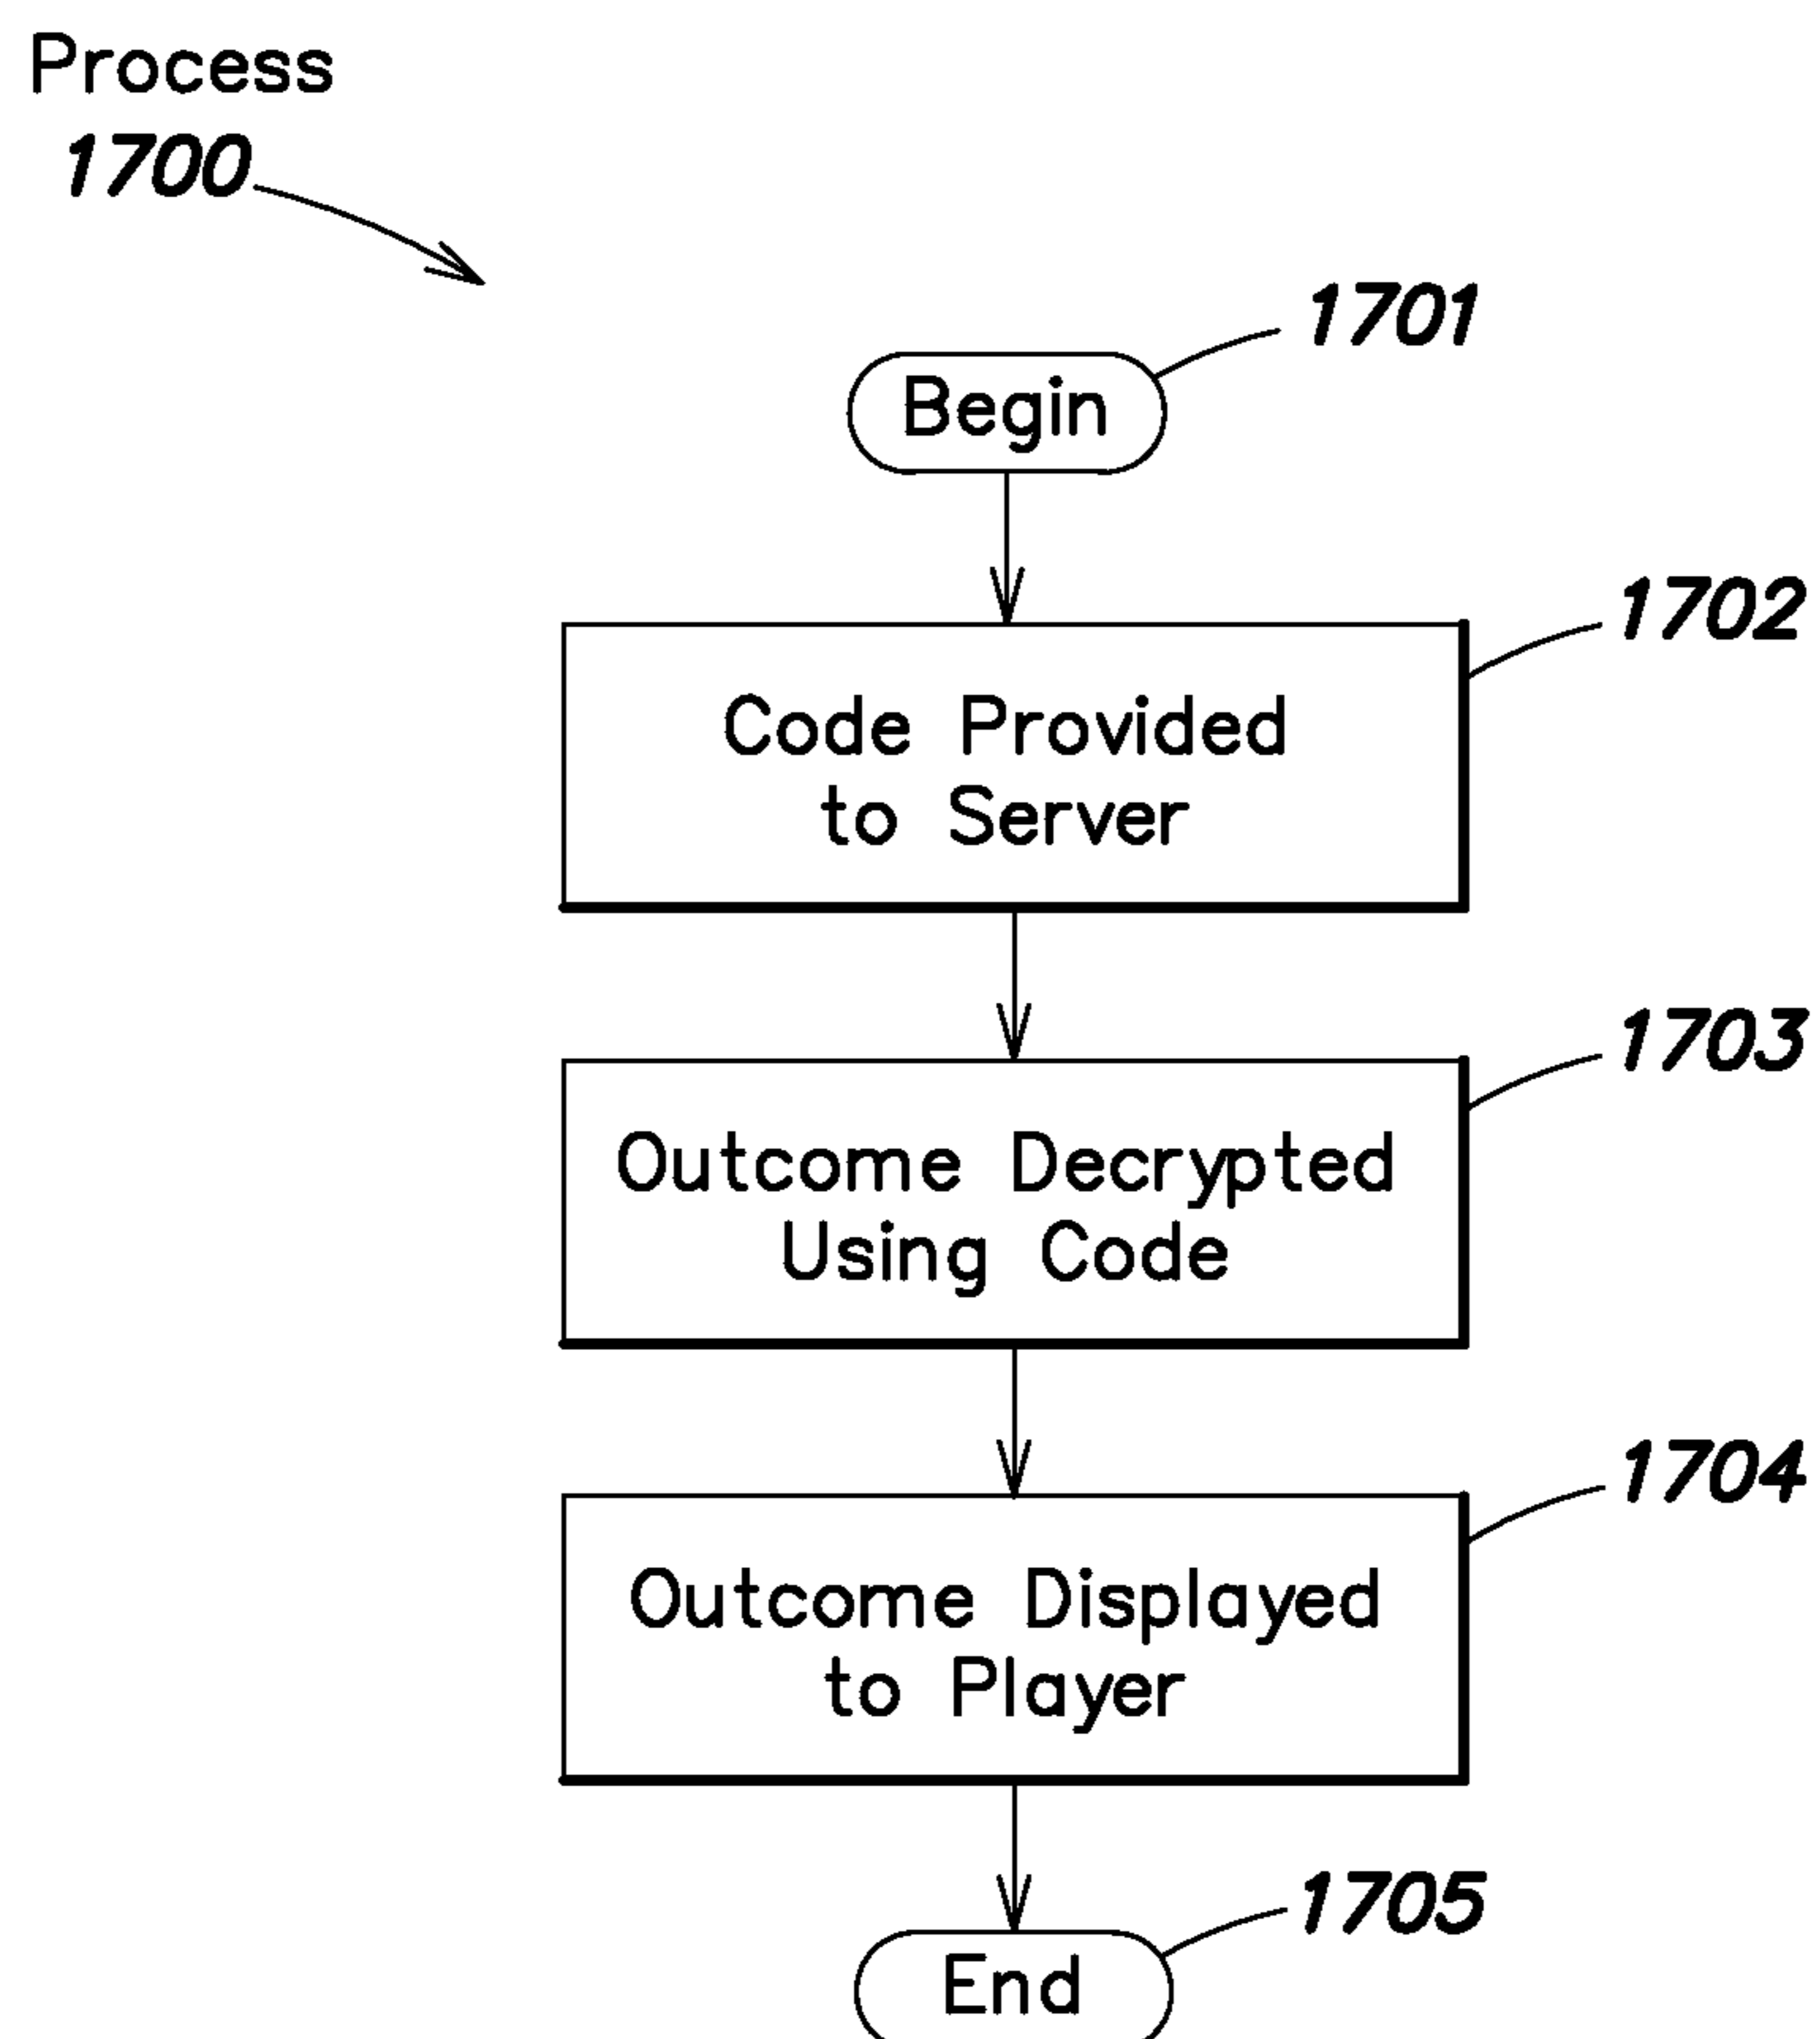 Process
1700
1701
Begin
1702
Code Provided
to Server
1703
Outcome Decrypted
Using Code
1704
Outcome Displayed
to Player
1705
End